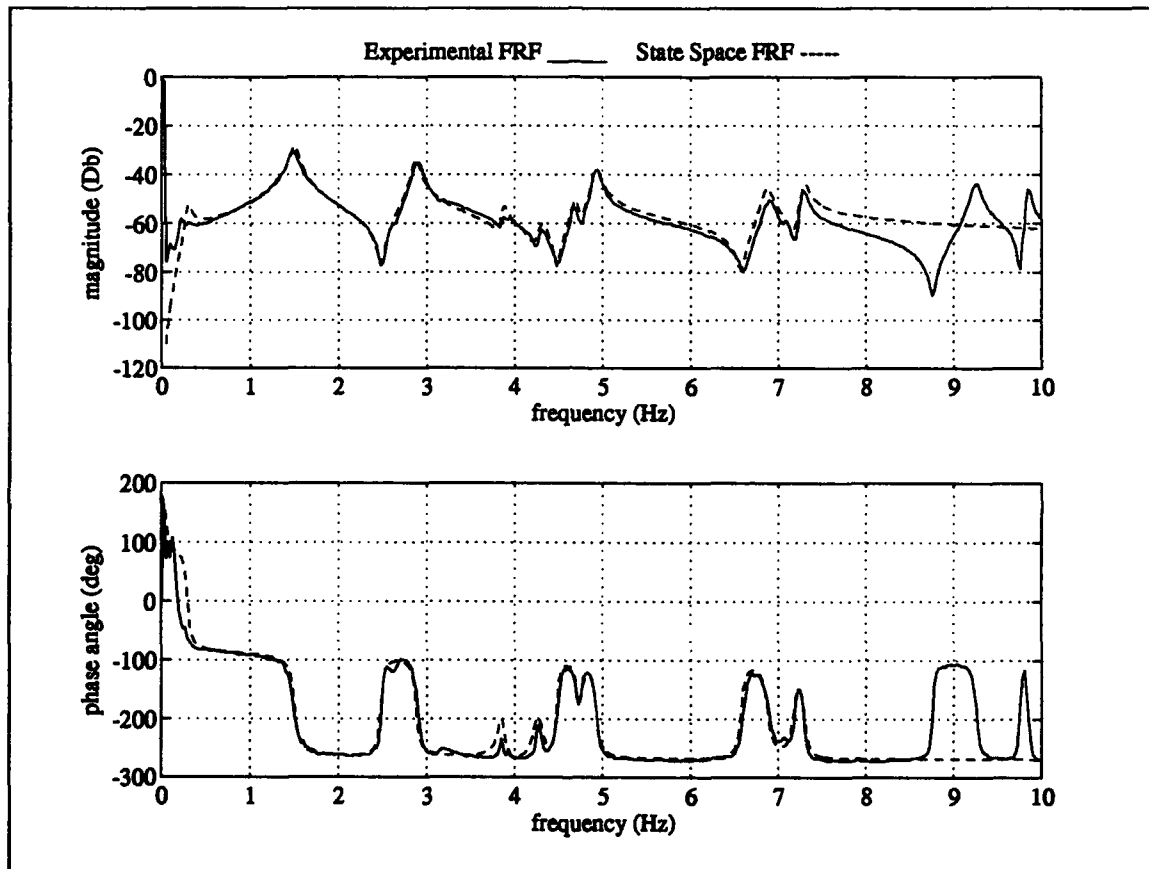 Experimental FRF _____ State Space FRF -----
0
-20
-40
-60
-80
-100
-120
magnitude (Db)
0 1 2 3 4 5 6 7 8 9 10
frequency (Hz)
200
100
0
-100
-200
-300
phase angle (deg)
0 1 2 3 4 5 6 7 8 9 10
frequency (Hz)